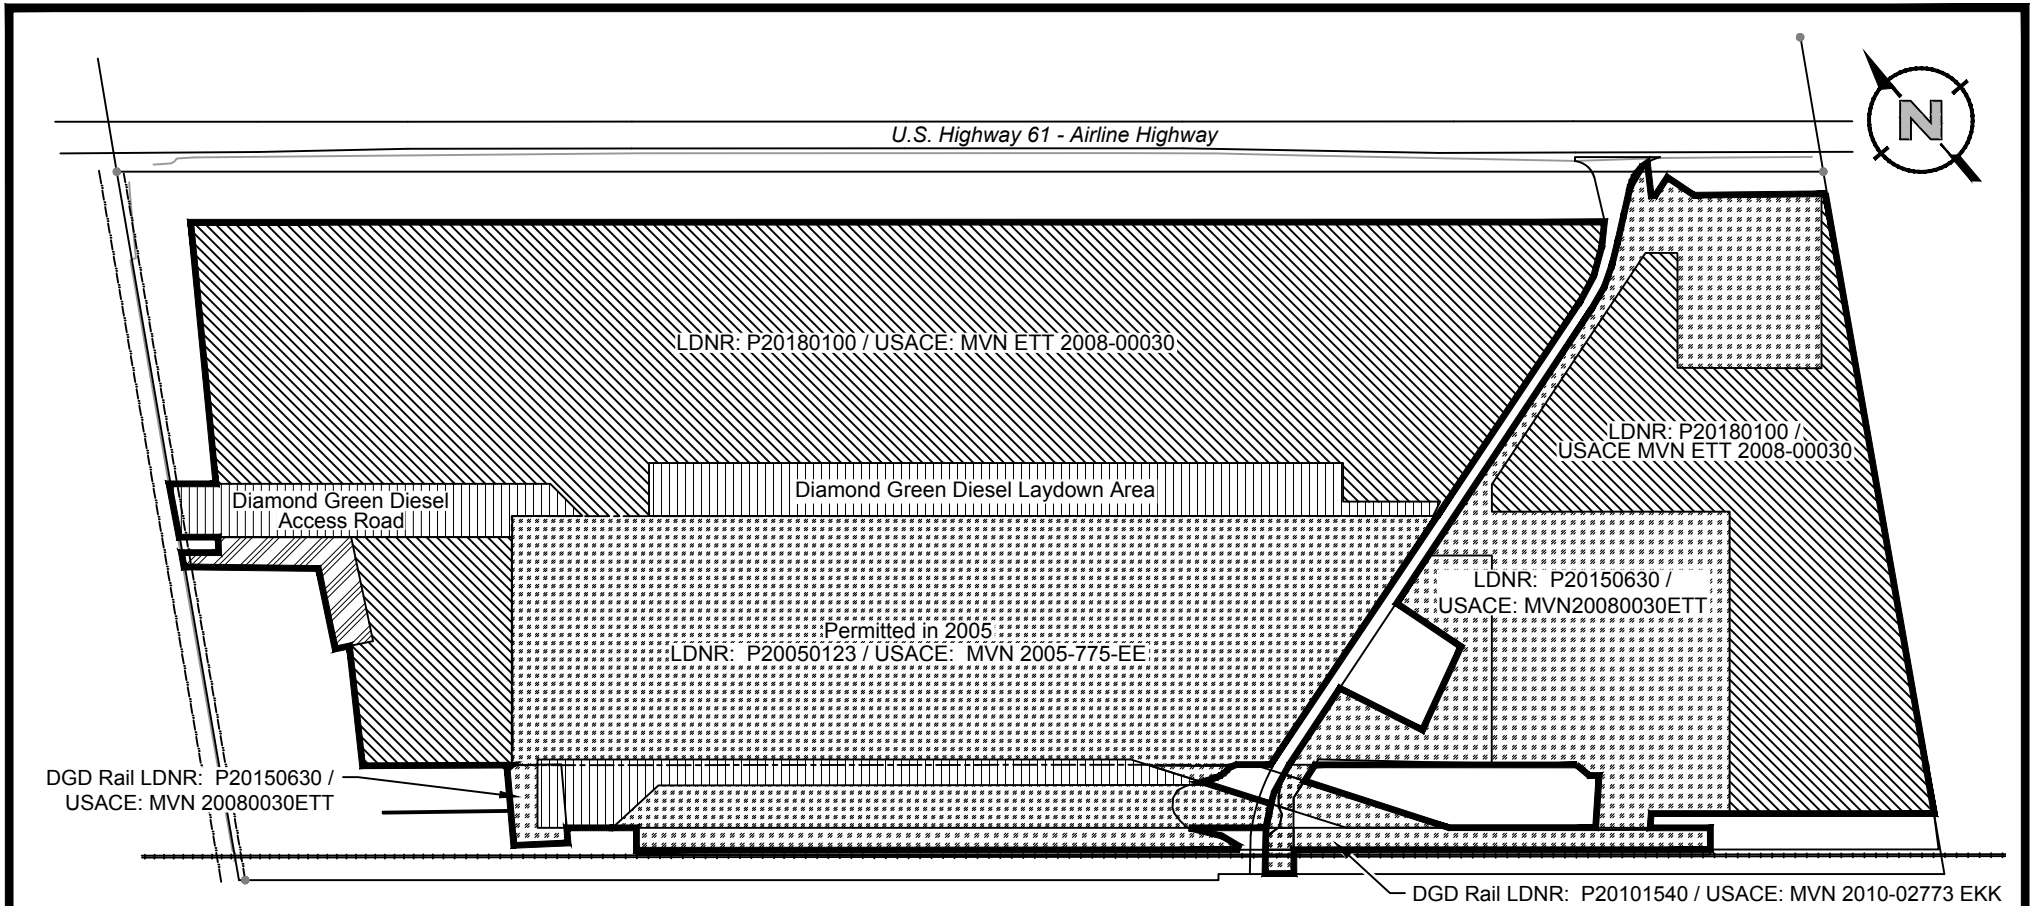 U.S. Highway 61 - Airline Highway
N
LDNR: P20180100 / USACE: MVN ETT 2008-00030
LDNR: P20180100 /
USACE MVN ETT 2008-00030
Diamond Green Diesel
Access Road
Diamond Green Diesel Laydown Area
LDNR: P20150630 /
USACE: MVN20080030ETT
Permitted in 2005
LDNR: P20050123 / USACE: MVN 2005-775-EE
DGD Rail LDNR: P20150630 /
USACE: MVN 20080030ETT
DGD Rail LDNR: P20101540 / USACE: MVN 2010-02773 EKK